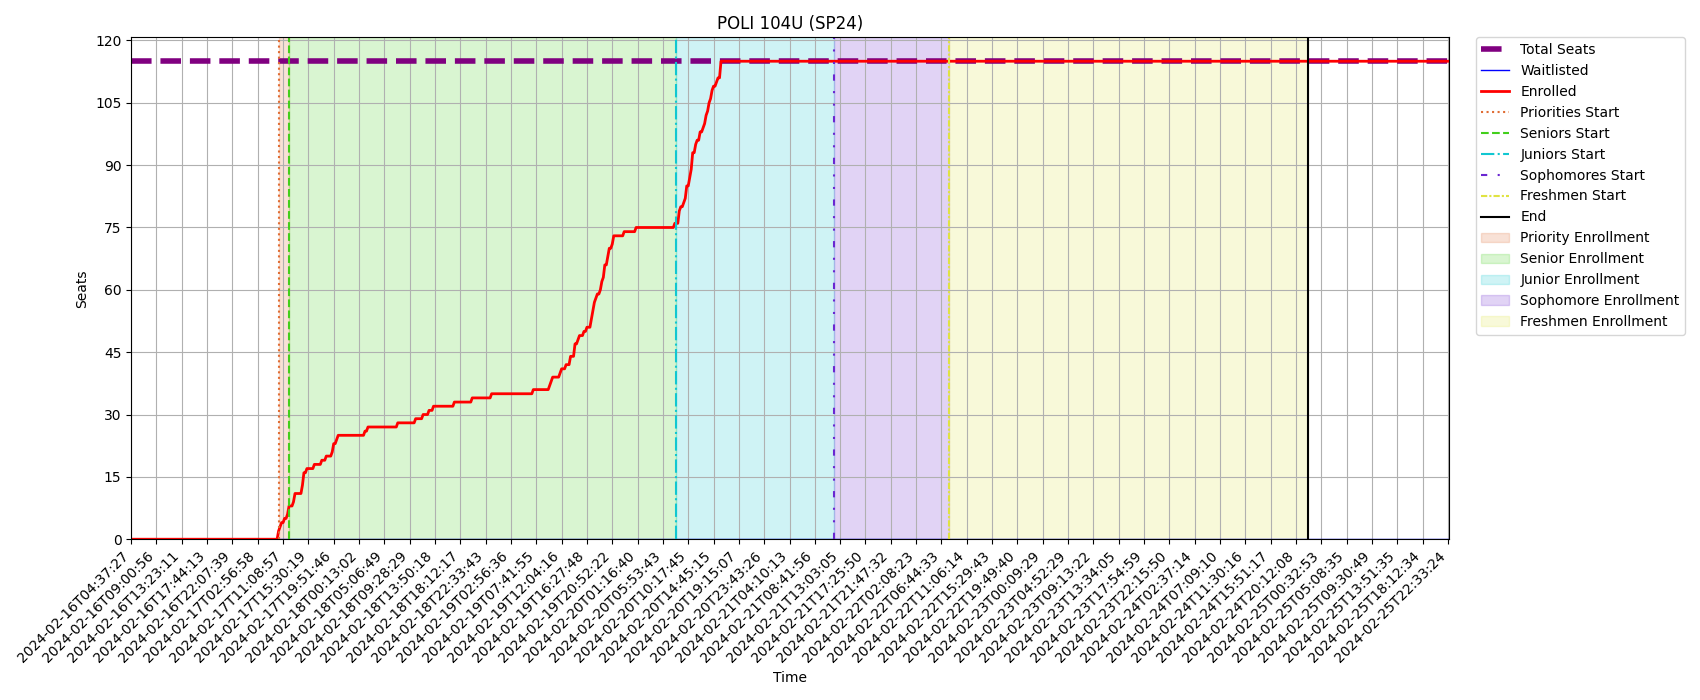 POLI 104U (SP24)
120
105
90
75
60
45
30
15
0
Seats
2024-02-16T04:37:27
2024-02-16T09:00:56
2024-02-16T13:23:11
2024-02-16T17:44:13
2024-02-16T22:07:39
2024-02-17T02:56:58
2024-02-17T11:08:57
2024-02-17T15:30:19
2024-02-17T19:51:46
2024-02-18T00:13:02
2024-02-18T05:06:49
2024-02-18T09:28:29
2024-02-18T13:50:18
2024-02-18T18:12:17
2024-02-18T22:33:43
2024-02-19T02:56:36
2024-02-19T07:41:55
2024-02-19T12:04:16
2024-02-19T16:27:48
2024-02-19T20:52:22
2024-02-20T01:16:40
2024-02-20T05:53:43
2024-02-20T10:17:45
2024-02-20T14:45:15
2024-02-20T19:15:07
2024-02-20T23:43:26
2024-02-21T04:10:13
2024-02-21T08:41:56
2024-02-21T13:03:05
2024-02-21T17:25:50
2024-02-21T21:47:32
2024-02-22T02:08:23
2024-02-22T06:44:33
2024-02-22T11:06:14
2024-02-22T15:29:43
2024-02-22T19:49:40
2024-02-23T00:09:29
2024-02-23T04:52:29
2024-02-23T09:13:22
2024-02-23T13:34:05
2024-02-23T17:54:59
2024-02-23T22:15:50
2024-02-24T02:37:14
2024-02-24T07:09:10
2024-02-24T11:30:16
2024-02-24T15:51:17
2024-02-24T20:12:08
2024-02-25T00:32:53
2024-02-25T05:08:35
2024-02-25T09:30:49
2024-02-25T13:51:35
2024-02-25T18:12:34
2024-02-25T22:33:24
Time
Total Seats
Waitlisted
Enrolled
Priorities Start
Seniors Start
Juniors Start
Sophomores Start
Freshmen Start
End
Priority Enrollment
Senior Enrollment
Junior Enrollment
Sophomore Enrollment
Freshmen Enrollment